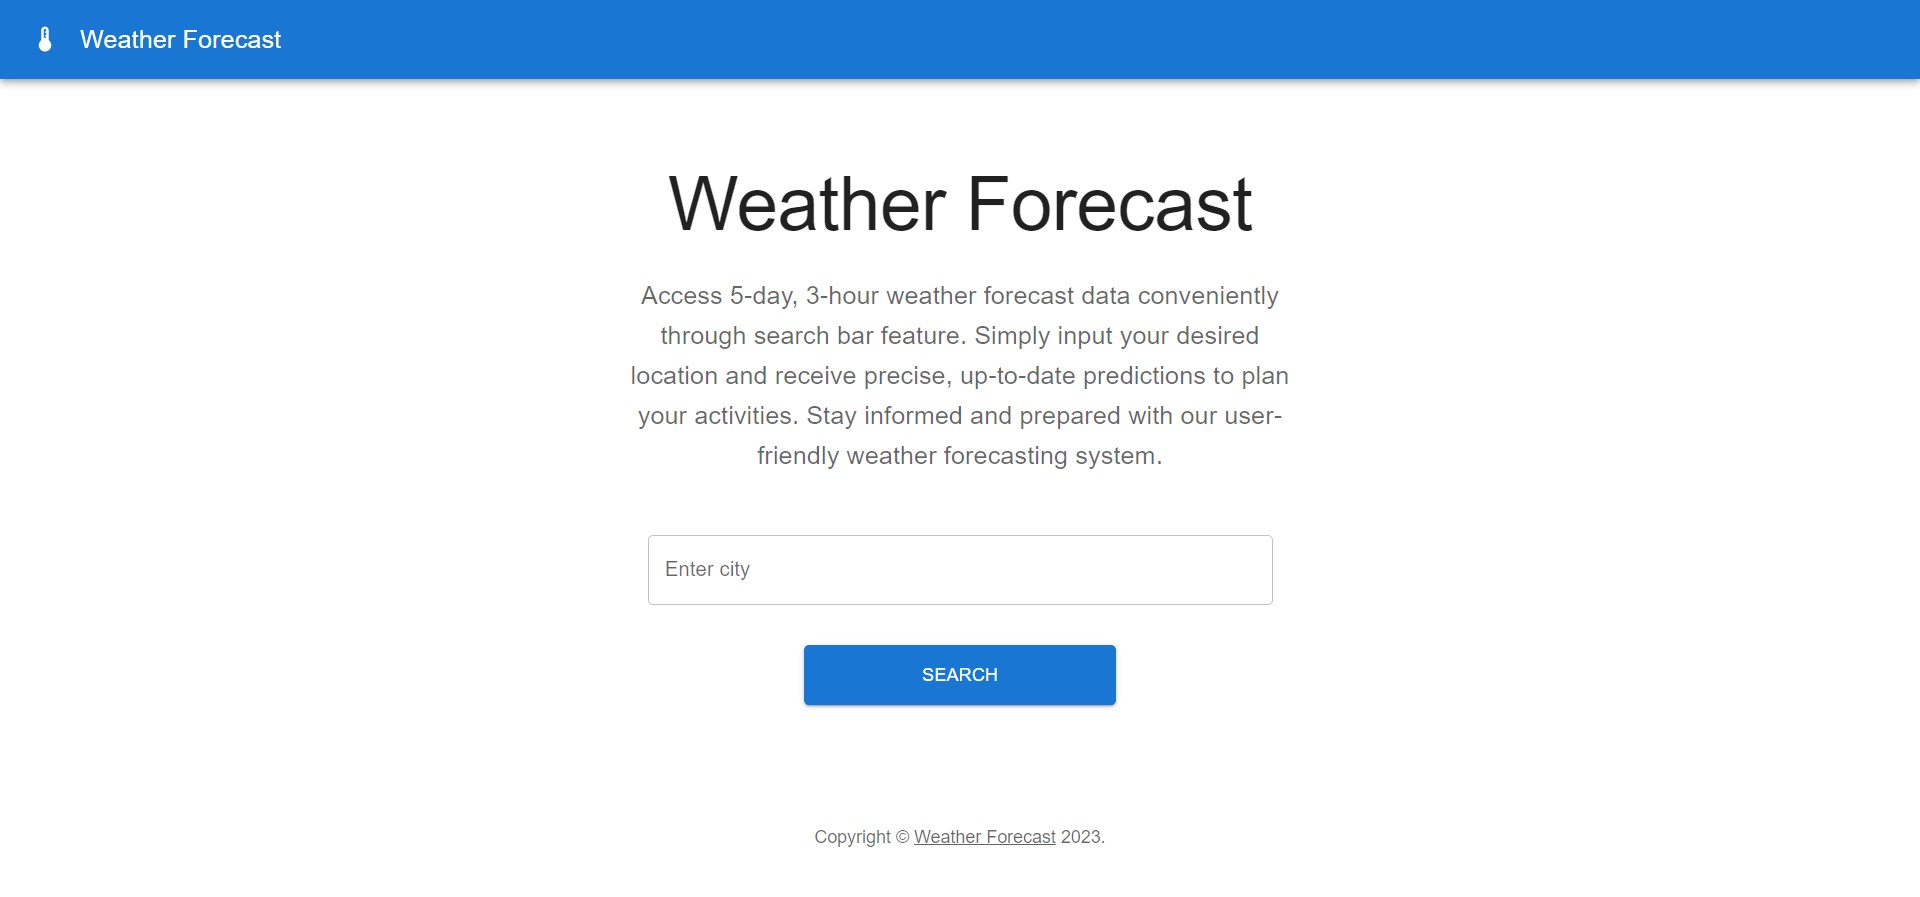 Weather Forecast
Weather Forecast
Access 5-day, 3-hour weather forecast data conveniently
through search bar feature. Simply input your desired
location and receive precise, up-to-date predictions to plan
your activities. Stay informed and prepared with our user-
friendly weather forecasting system.
Enter city
SEARCH
Copyright © Weather Forecast 2023.